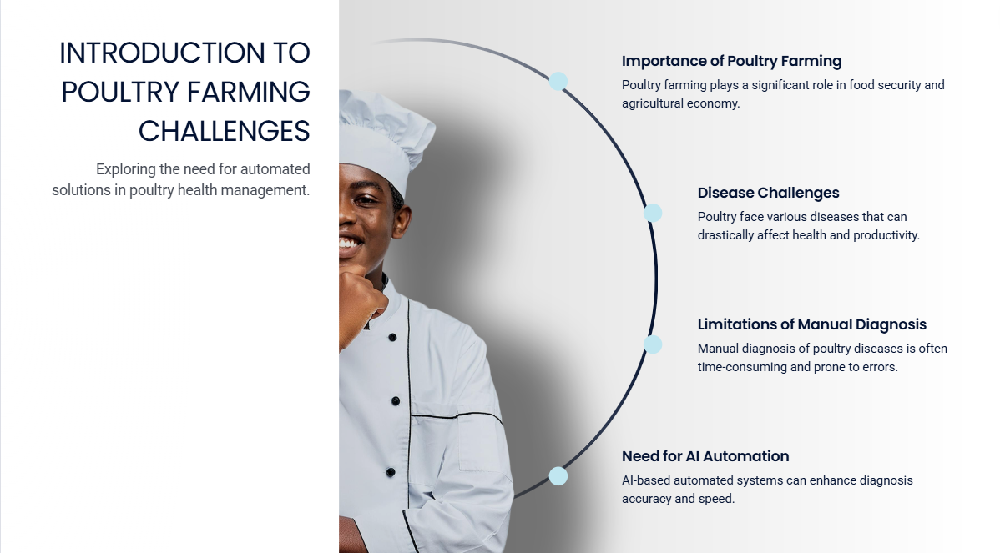 INTRODUCTION TO
POULTRY FARMING
CHALLENGES
Exploring the need for automated
solutions in poultry health management.
Importance of Poultry Farming
Poultry farming plays a significant role in food security and
agricultural economy.
Disease Challenges
Poultry face various diseases that can
drastically affect health and productivity.
Limitations of Manual Diagnosis
Manual diagnosis of poultry diseases is often
time-consuming and prone to errors.
Need for AI Automation
AI-based automated systems can enhance diagnosis
accuracy and speed.